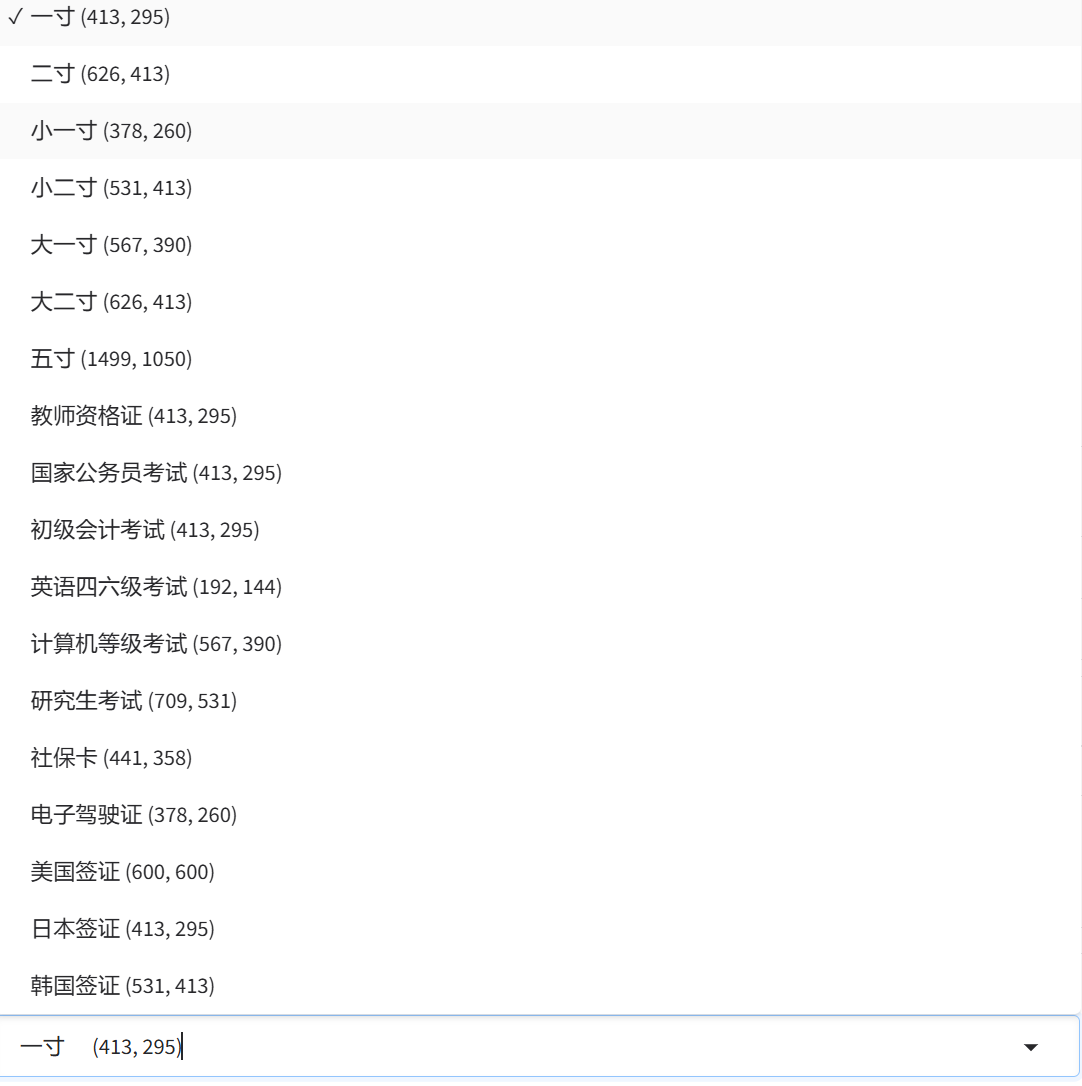 ✓ 一寸 (413, 295)
二寸 (626, 413)
小一寸 (378, 260)
小二寸 (531, 413)
大一寸 (567, 390)
大二寸 (626, 413)
五寸 (1499, 1050)
教师资格证 (413, 295)
国家公务员考试 (413, 295)
初级会计考试 (413, 295)
英语四六级考试 (192, 144)
计算机等级考试 (567, 390)
研究生考试 (709, 531)
社保卡 (441, 358)
电子驾驶证 (378, 260)
美国签证 (600, 600)
日本签证 (413, 295)
韩国签证 (531, 413)
一寸 (413, 295)